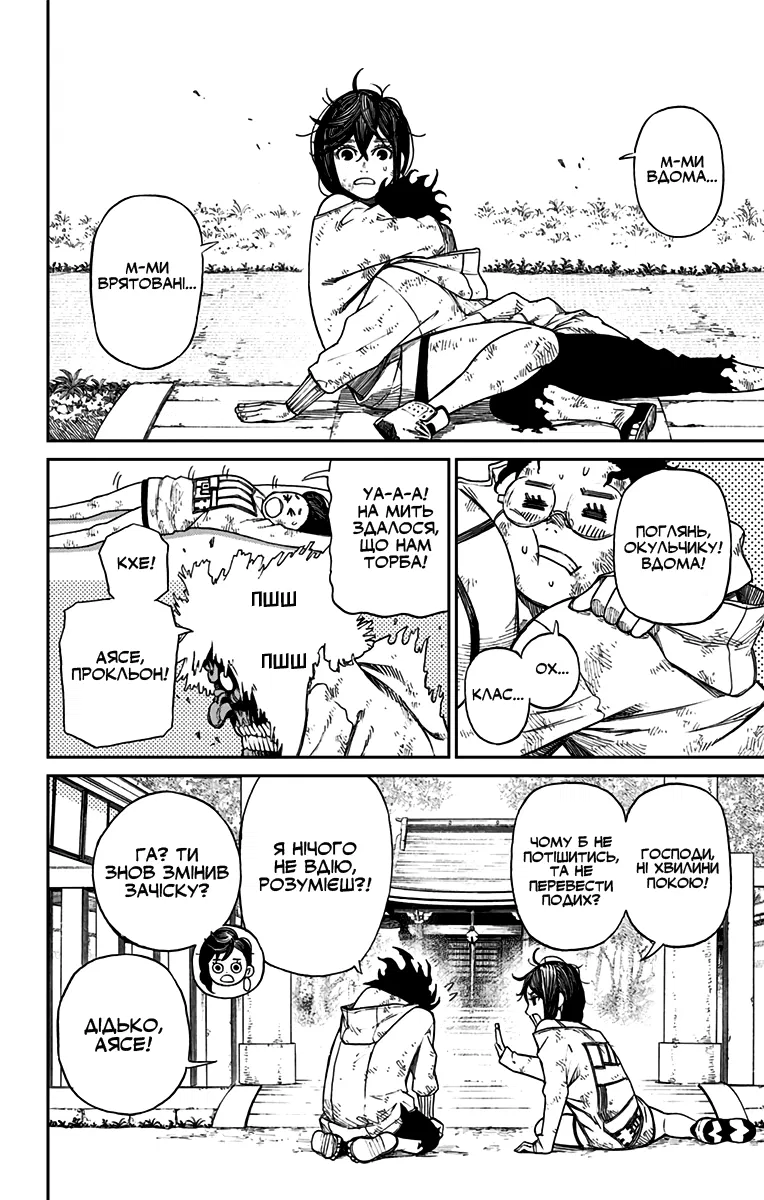 М-МИ
ВДОМА...
М-МИ
ВРЯТОВАНІ...
ПОГЛЯНЬ,
ОКУЛЬЧИКУ!
ВДОМА!
ОХ...
КЛАС...
УА-А-А!
НА МИТЬ
ЗДАЛОСЯ,
ЩО НАМ
ТОРБА!
КХЕ!
ПШШ
ПШШ
АЯСЕ,
ПРОКЛЬОН!
ГОСПОДИ,
НІ ХВИЛИНИ
ПОКОЮ!
ЧОМУ Б НЕ
ПОТІШИТИСЬ,
ТА НЕ
ПЕРЕВЕСТИ
ПОДИХ?
Я НІЧОГО
НЕ ВДІЮ,
РОЗУМІЄШ?!
ГА? ТИ
ЗНОВ ЗМІНИВ
ЗАЧІСКУ?
ДІДЬКО,
АЯСЕ!